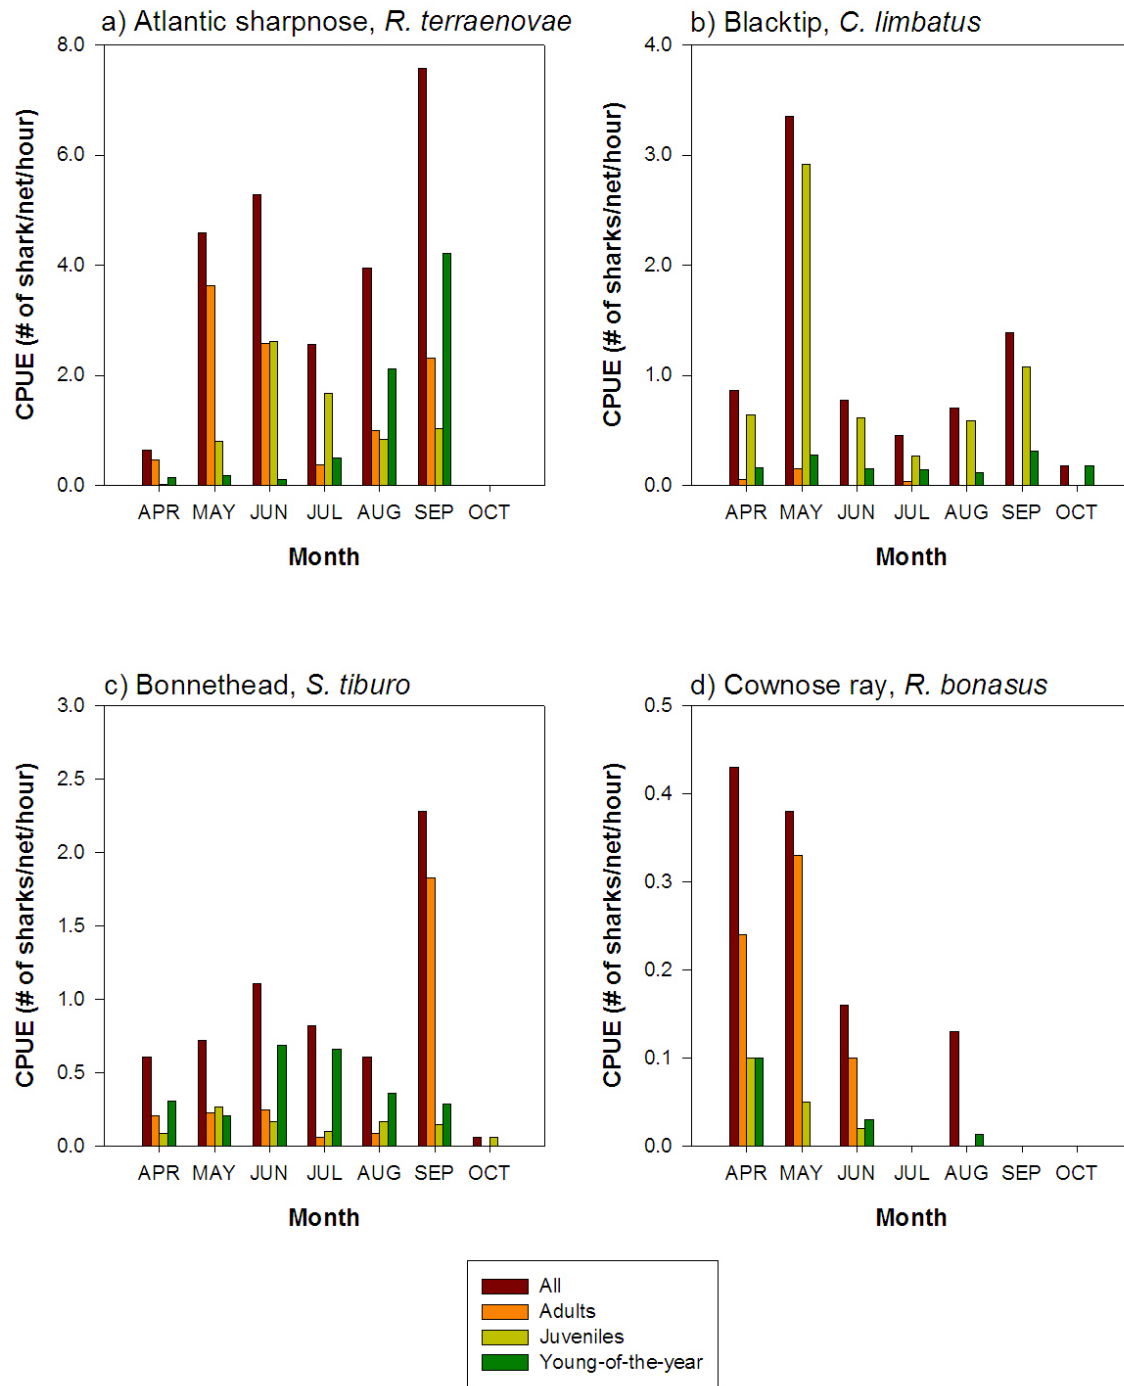 a) Atlantic sharpnose, R. terraenovae
8.0
6.0
4.0
2.0
0.0
CPUE (# of shark/net/hour)
APR MAY JUN JUL AUG SEP OCT
Month
b) Blacktip, C. limbatus
4.0
3.0
2.0
1.0
0.0
CPUE (# of sharks/net/hour)
APR MAY JUN JUL AUG SEP OCT
Month
c) Bonnethead, S. tiburo
3.0
2.5
2.0
1.5
1.0
0.5
0.0
CPUE (# of sharks/net/hour)
APR MAY JUN JUL AUG SEP OCT
Month
d) Cownose ray, R. bonasus
0.5
0.4
0.3
0.2
0.1
0.0
CPUE (# of sharks/net/hour)
APR MAY JUN JUL AUG SEP OCT
Month
All
Adults
Juveniles
Young-of-the-year